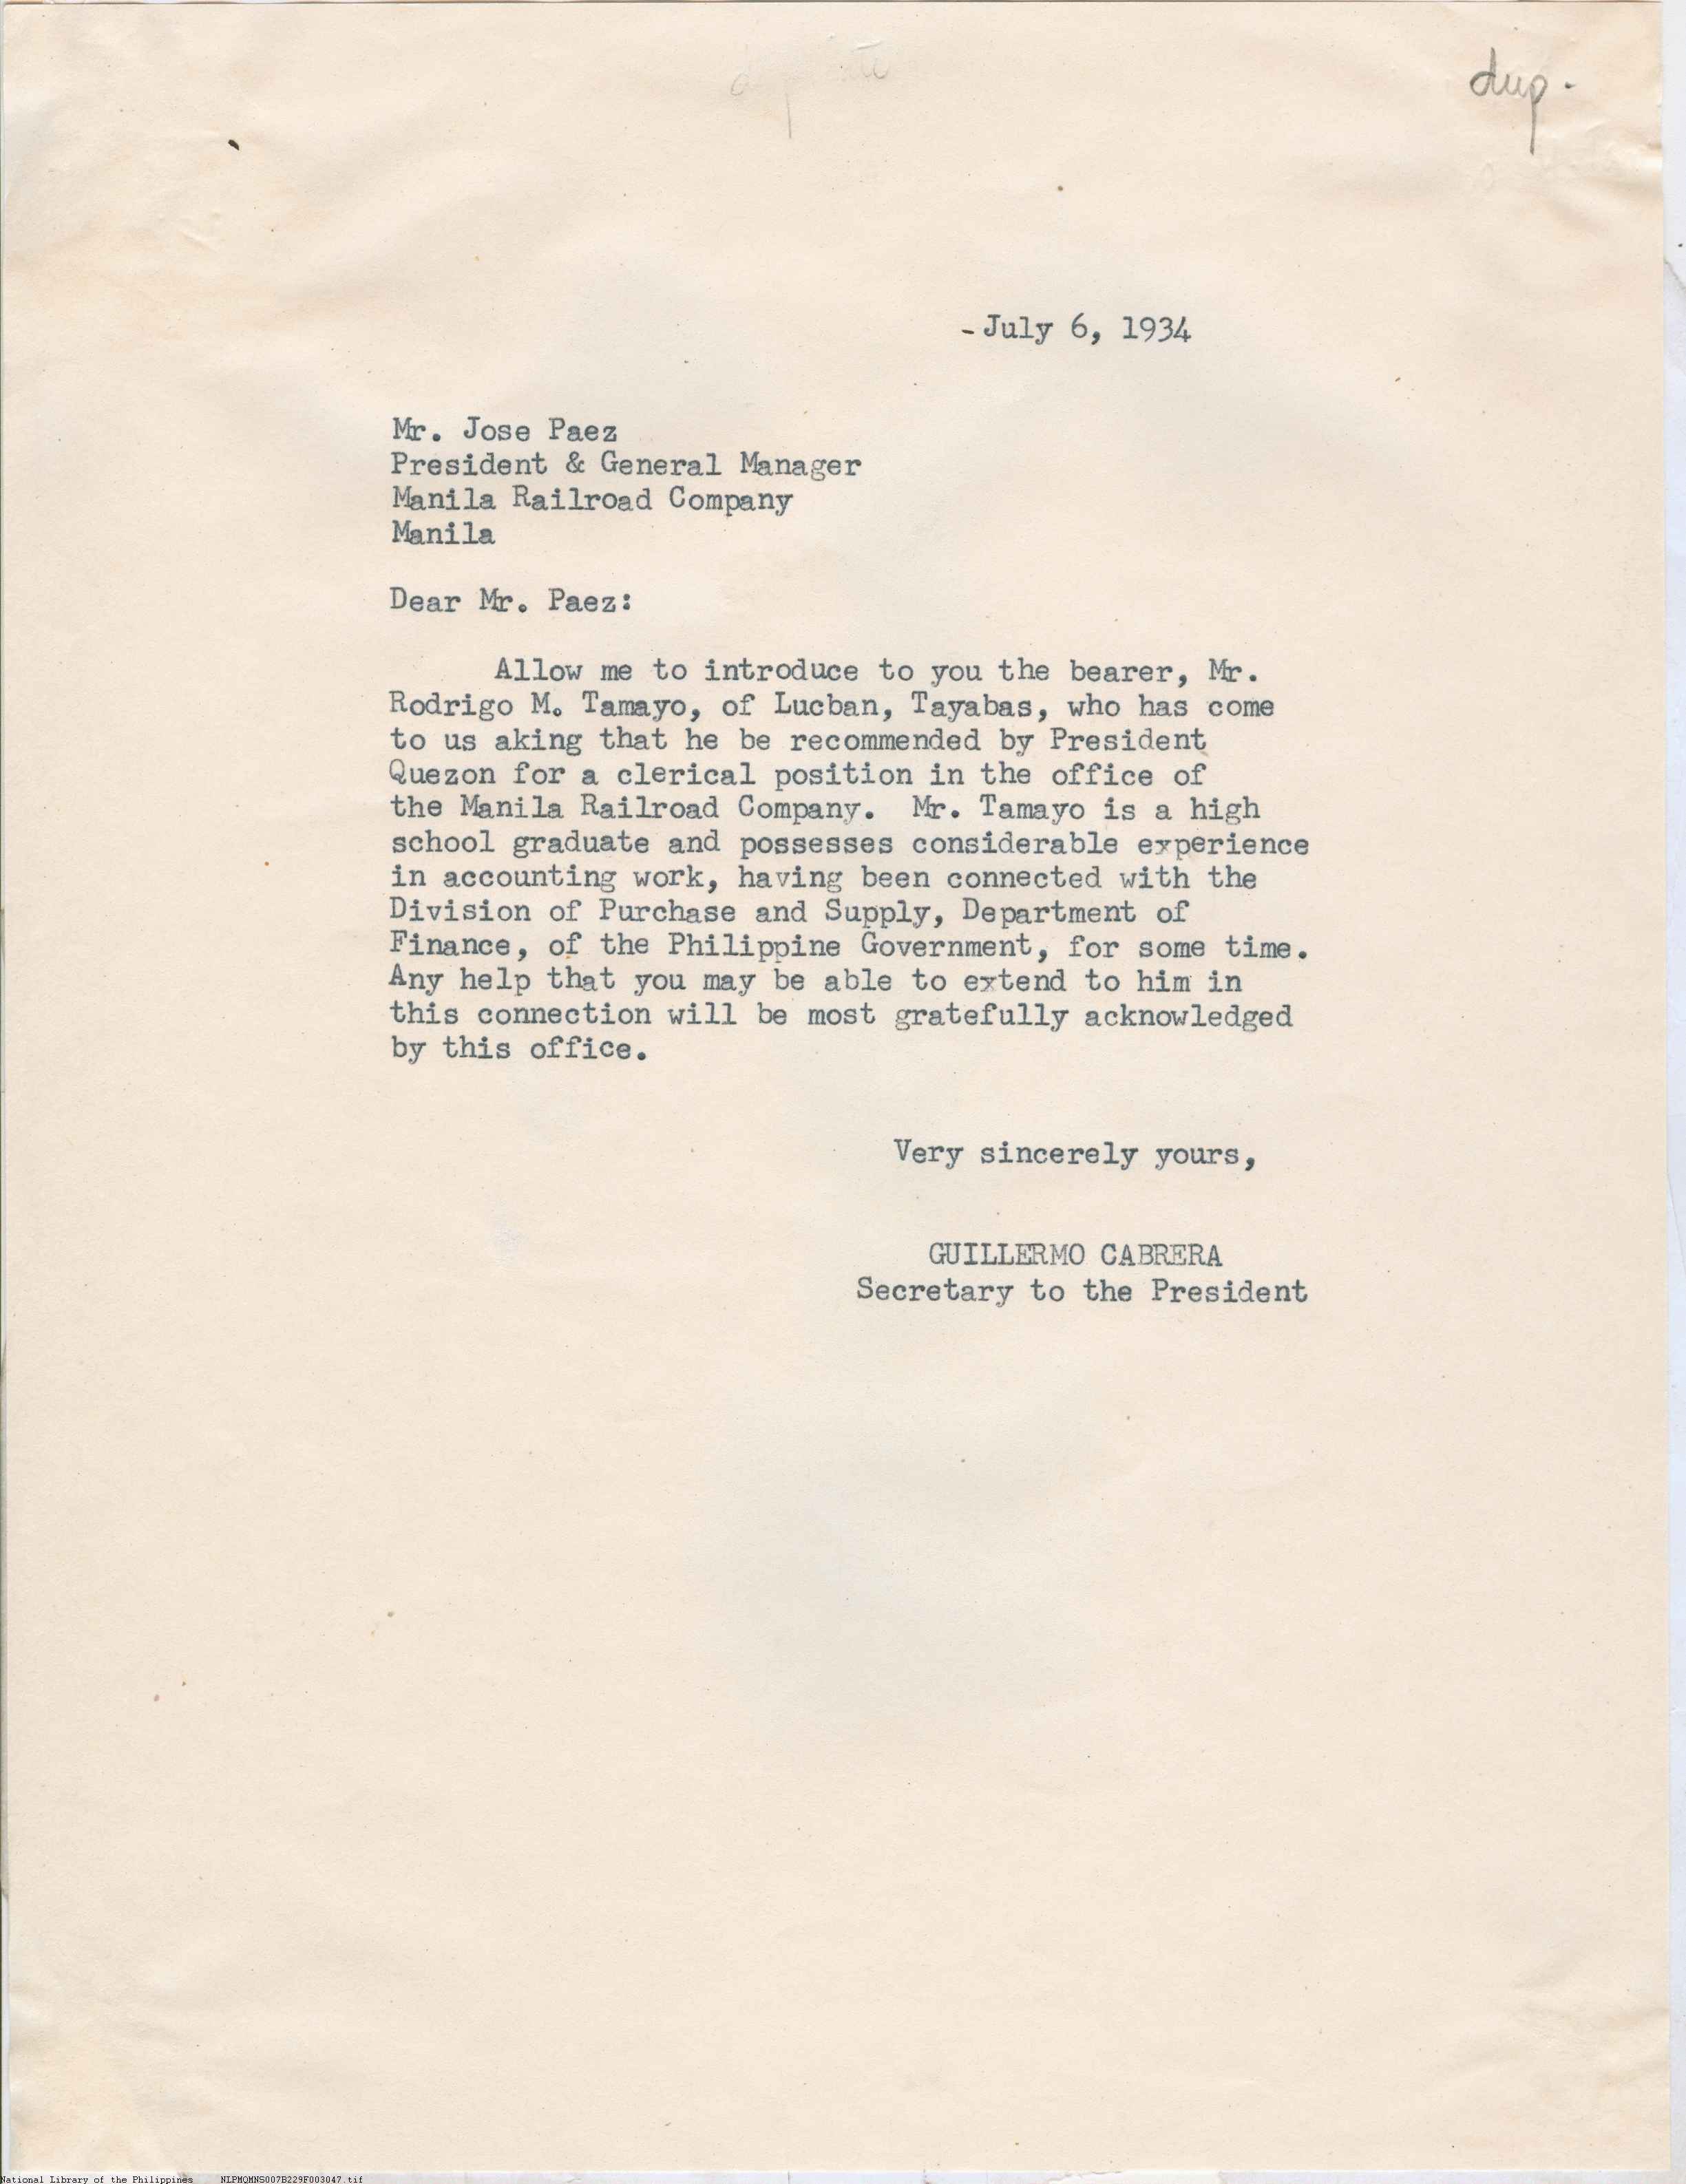 dup.
- July 6, 1934
Mr. Jose Paez
President & General Manager
Manila Railroad Company
Manila
Dear Mr. Paez:
Allow me to introduce to you the bearer, Mr.
Rodrigo M. Tamayo, of Lucban, Tayabas, who has come
to us aking that he be recommended by President
Quezon for a clerical position in the office of
the Manila Railroad Company. Mr. Tamayo is a high
school graduate and possesses considerable experience
in accounting work, having been connected with the
Division of Purchase and Supply, Department of
Finance, of the Philippine Government, for some time.
Any help that you may be able to extend to him in
this connection will be most gratefully acknowledged
by this office.
Very sincerely yours,
GUILLERMO CABRERA
Secretary to the President
National Library of the Philippines NLPMQMNS007B229F003047.tif